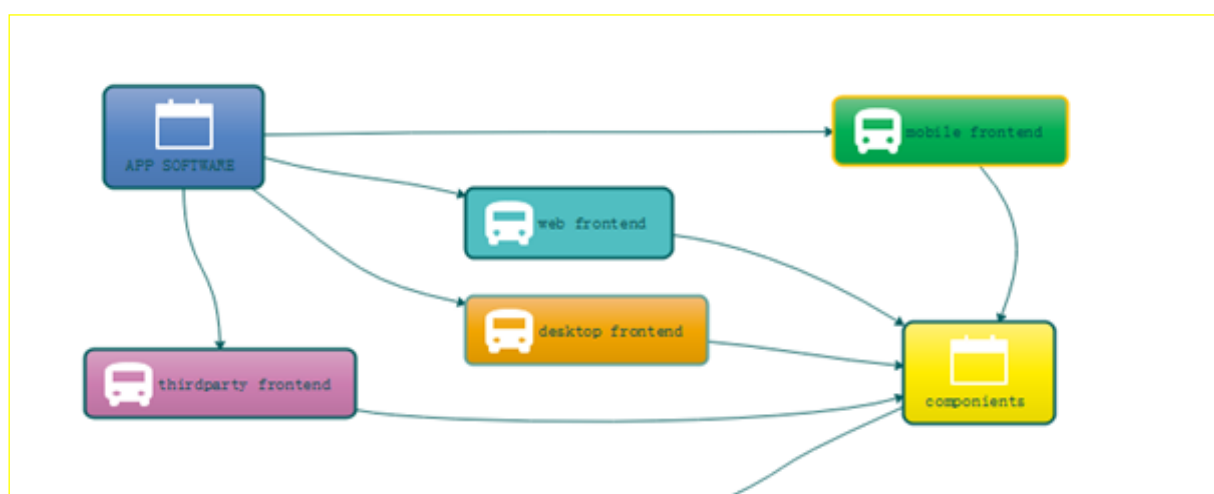 APP SOFTWARE
mobile frontend
web frontend
desktop frontend
thirdparty frontend
componients